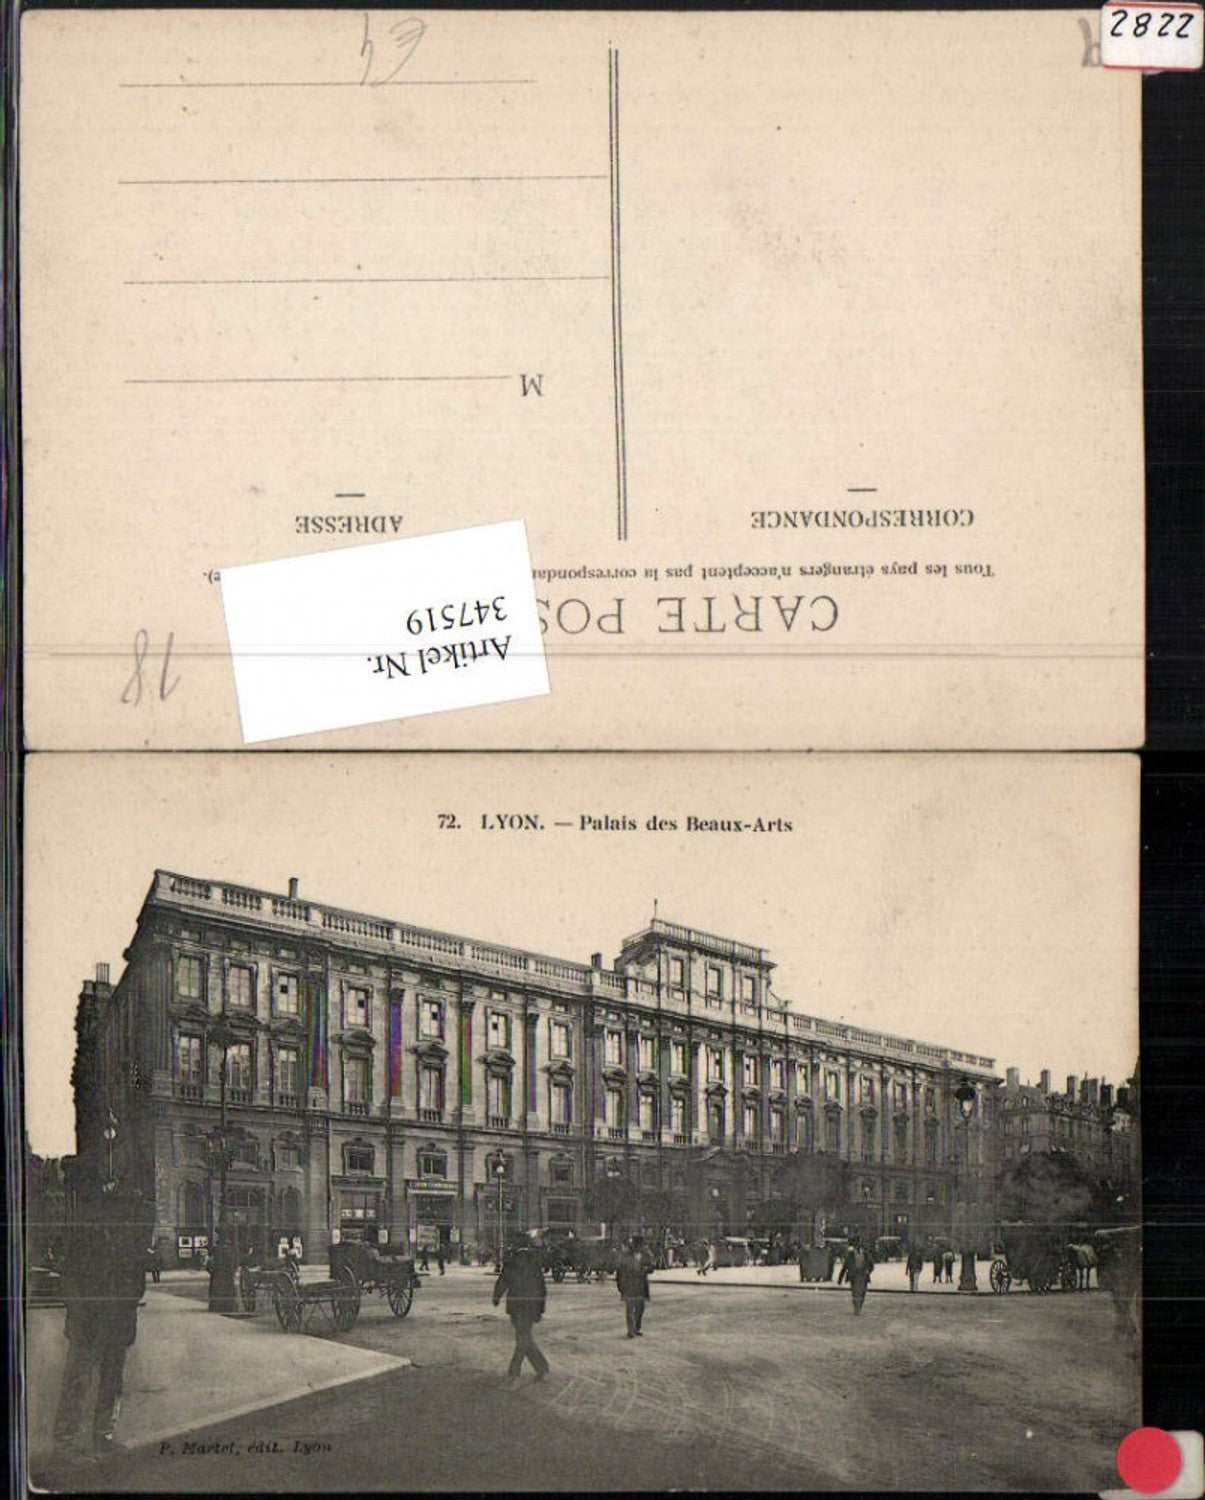 2822
CARTE POS
Tous les pays étrangers n'acceptent pas la correspondan
e).
CORRESPONDANCE
ADRESSE
M
Artikel Nr.
347519
18
72. LYON. — Palais des Beaux-Arts
P. Martel, édit. Lyon